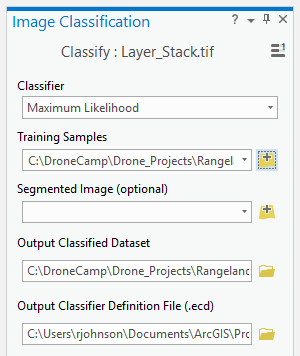 Image Classification
Classify : Layer_Stack.tif
Classifier
Maximum Likelihood
Training Samples
C:\DroneCamp\Drone_Projects\Rangel
Segmented Image (optional)
Output Classified Dataset
C:\DroneCamp\Drone_Projects\Rangelanc
Output Classifier Definition File (.ecd)
C:\Users\rjohnson\Documents\ArcGIS\Pro